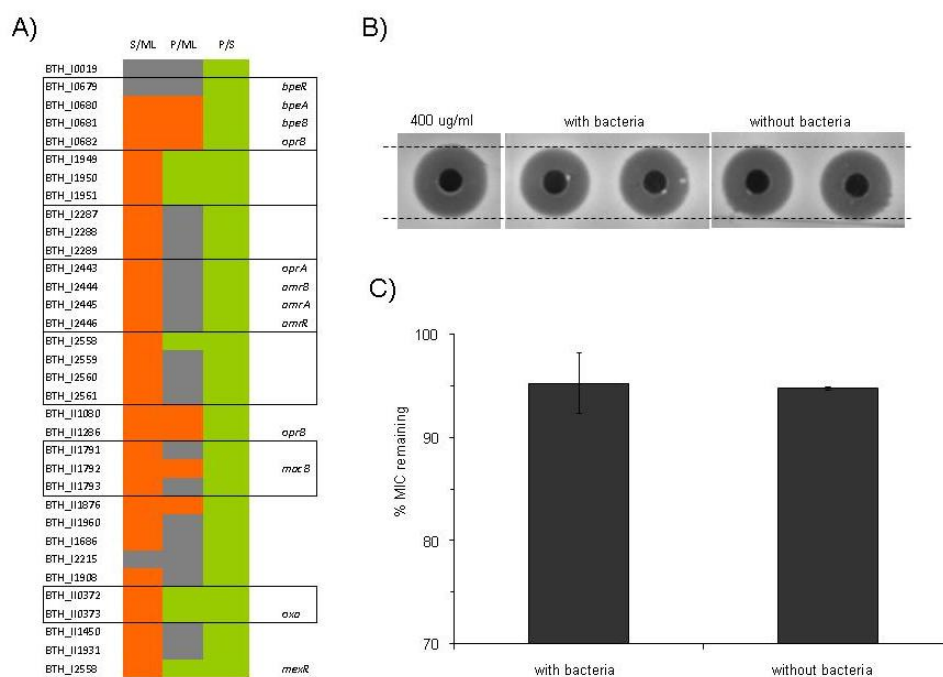 A)
S/ML P/ML P/S
BTH_I0019
BTH_I0679 bpeR
BTH_I0680 bpeA
BTH_I0681 bpeB
BTH_I0682 oprB
BTH_I1949
BTH_I1950
BTH_I1951
BTH_I2287
BTH_I2288
BTH_I2289
BTH_I2443 oprA
BTH_I2444 amrB
BTH_I2445 amrA
BTH_I2446 amrR
BTH_I2558
BTH_I2559
BTH_I2560
BTH_I2561
BTH_II1080
BTH_II1286 oprB
BTH_II1791
BTH_II1792 macB
BTH_II1793
BTH_II1876
BTH_II1960
BTH_I1686
BTH_I2215
BTH_I1908
BTH_II0372
BTH_II0373 oxa
BTH_II1450
BTH_II1931
BTH_I2558 mexR
B)
400 ug/ml with bacteria without bacteria
C)
100
90
80
70
% MIC remaining
with bacteria without bacteria